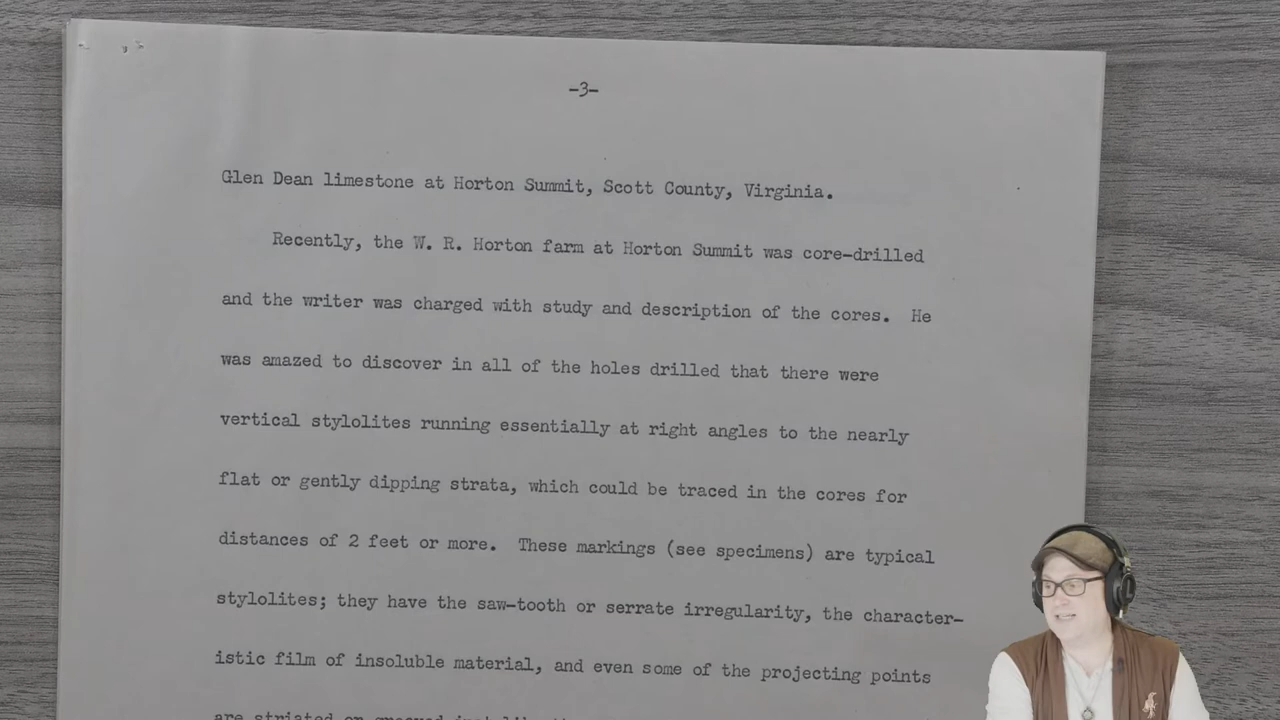 -3-
Glen Dean limestone at Horton Summit, Scott County, Virginia.
Recently, the W. R. Horton farm at Horton Summit was core-drilled
and the writer was charged with study and description of the cores. He
was amazed to discover in all of the holes drilled that there were
vertical stylolites running essentially at right angles to the nearly
flat or gently dipping strata, which could be traced in the cores for
distances of 2 feet or more. These markings (see specimens) are typical
stylolites; they have the saw-tooth or serrate irregularity, the character-
istic film of insoluble material, and even some of the projecting points
are striated or